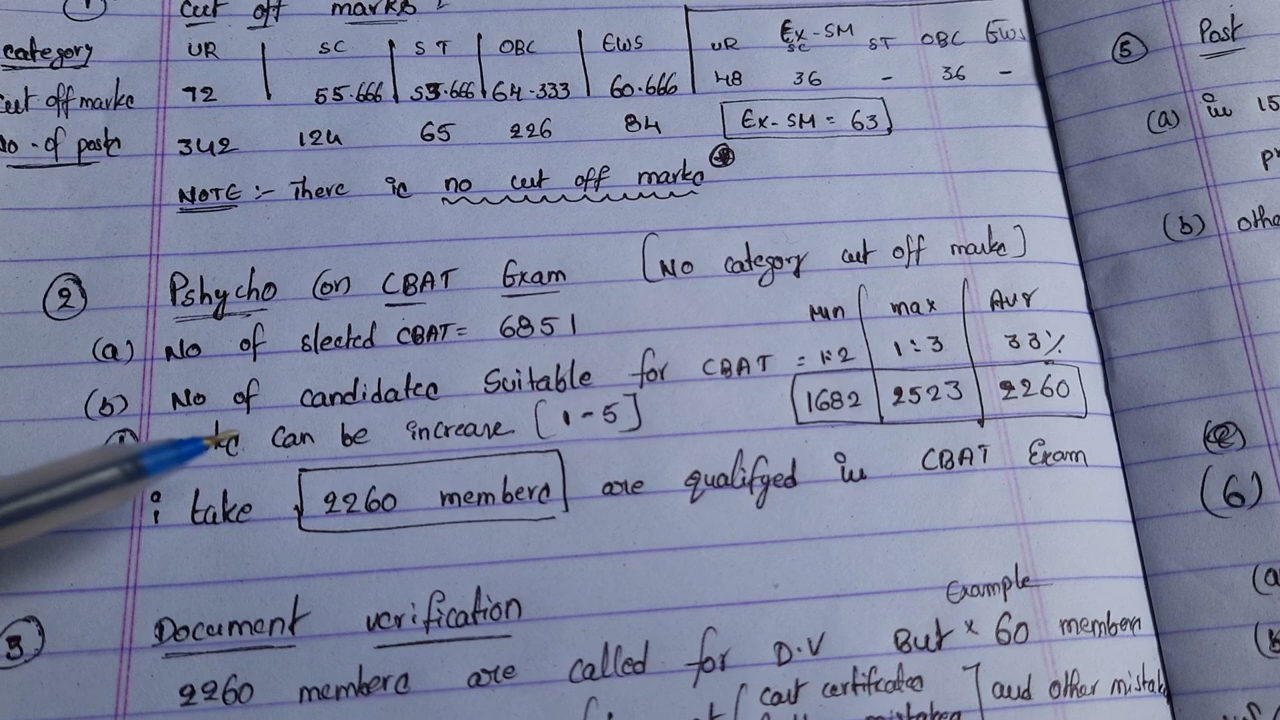 1 Cut off marks :
category UR SC ST OBC EWS UR Ex-SM SC ST OBC EWS
cut off marks 72 55.666 53.666 64.333 60.666 48 36 - 36 -
No. of posts 342 124 65 226 84 Ex-SM = 63
NOTE :- There is no cut off marks
2 Pshycho (or) CBAT Exam [No category cut off marks]
(a) No of slected CBAT = 6851 Min max Avr
(b) No of candidates suitable for CBAT = 1:2 1:3 33%
can be increase [1-5] 1682 2523 2260
i take 2260 members are qualifyed in CBAT Exam
3 Document verification Example
2260 members are called for D.V But x 60 members
cast certificates and other
5 Post
(a) in 15
(b)
(6)
(a
(b